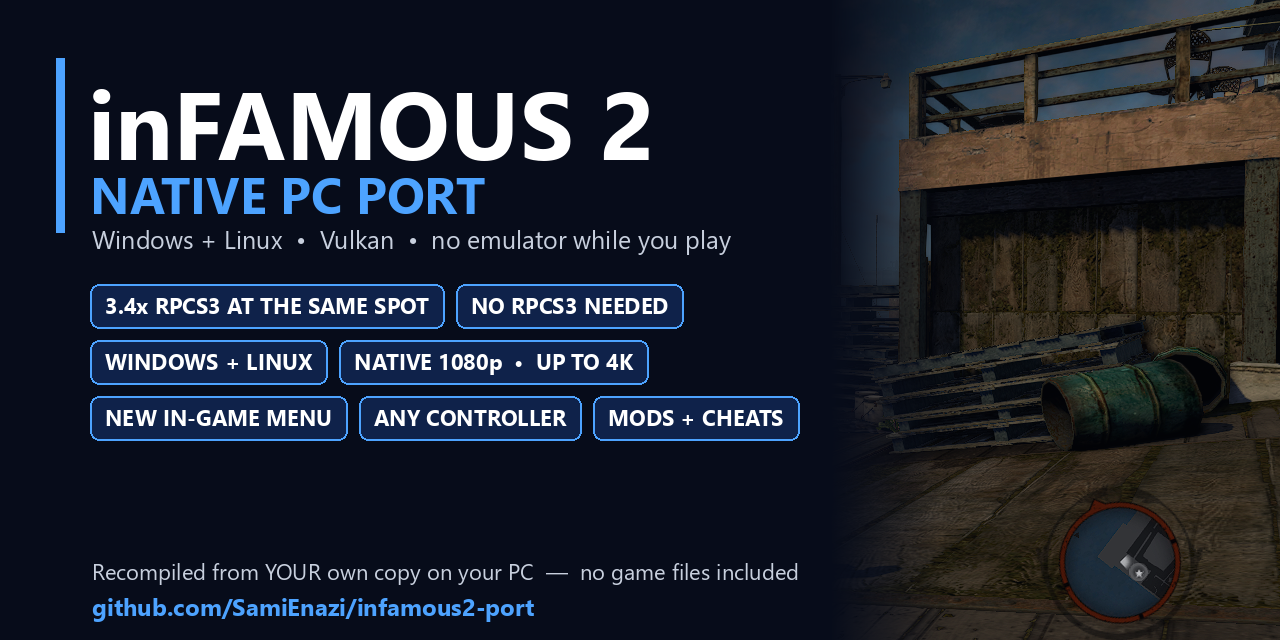 inFAMOUS 2
NATIVE PC PORT
Windows + Linux • Vulkan • no emulator while you play
3.4x RPCS3 AT THE SAME SPOT
NO RPCS3 NEEDED
WINDOWS + LINUX
NATIVE 1080p • UP TO 4K
NEW IN-GAME MENU
ANY CONTROLLER
MODS + CHEATS
Recompiled from YOUR own copy on your PC — no game files included
github.com/SamiEnazi/infamous2-port